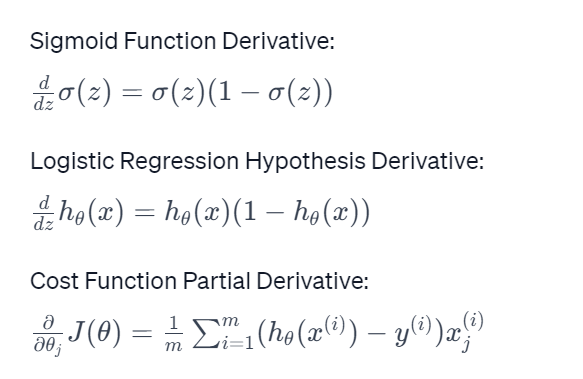 Sigmoid Function Derivative:
d/dz σ(z) = σ(z)(1 − σ(z))
Logistic Regression Hypothesis Derivative:
d/dz hθ(x) = hθ(x)(1 − hθ(x))
Cost Function Partial Derivative:
∂/∂θⱼ J(θ) = 1/m ∑ᵢ₌₁ᵐ (hθ(x⁽ⁱ⁾) − y⁽ⁱ⁾)xⱼ⁽ⁱ⁾